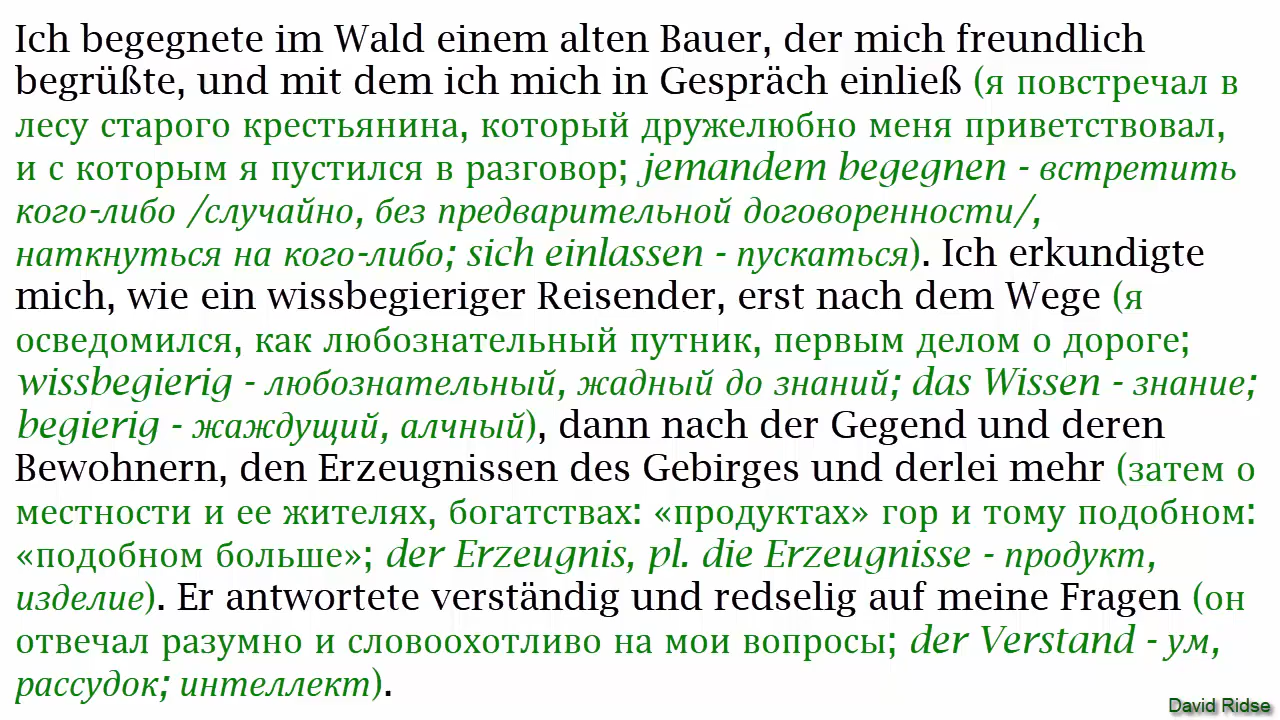 Ich begegnete im Wald einem alten Bauer, der mich freundlich
begrüßte, und mit dem ich mich in Gespräch einließ (я повстречал в
лесу старого крестьянина, который дружелюбно меня приветствовал,
и с которым я пустился в разговор; jemandem begegnen - встретить
кого-либо /случайно, без предварительной договоренности/,
наткнуться на кого-либо; sich einlassen - пускаться). Ich erkundigte
mich, wie ein wissbegieriger Reisender, erst nach dem Wege (я
осведомился, как любознательный путник, первым делом о дороге;
wissbegierig - любознательный, жадный до знаний; das Wissen - знание;
begierig - жаждущий, алчный), dann nach der Gegend und deren
Bewohnern, den Erzeugnissen des Gebirges und derlei mehr (затем о
местности и ее жителях, богатствах: «продуктах» гор и тому подобном:
«подобном больше»; der Erzeugnis, pl. die Erzeugnisse - продукт,
изделие). Er antwortete verständig und redselig auf meine Fragen (он
отвечал разумно и словоохотливо на мои вопросы; der Verstand - ум,
рассудок; интеллект).
David Ridse